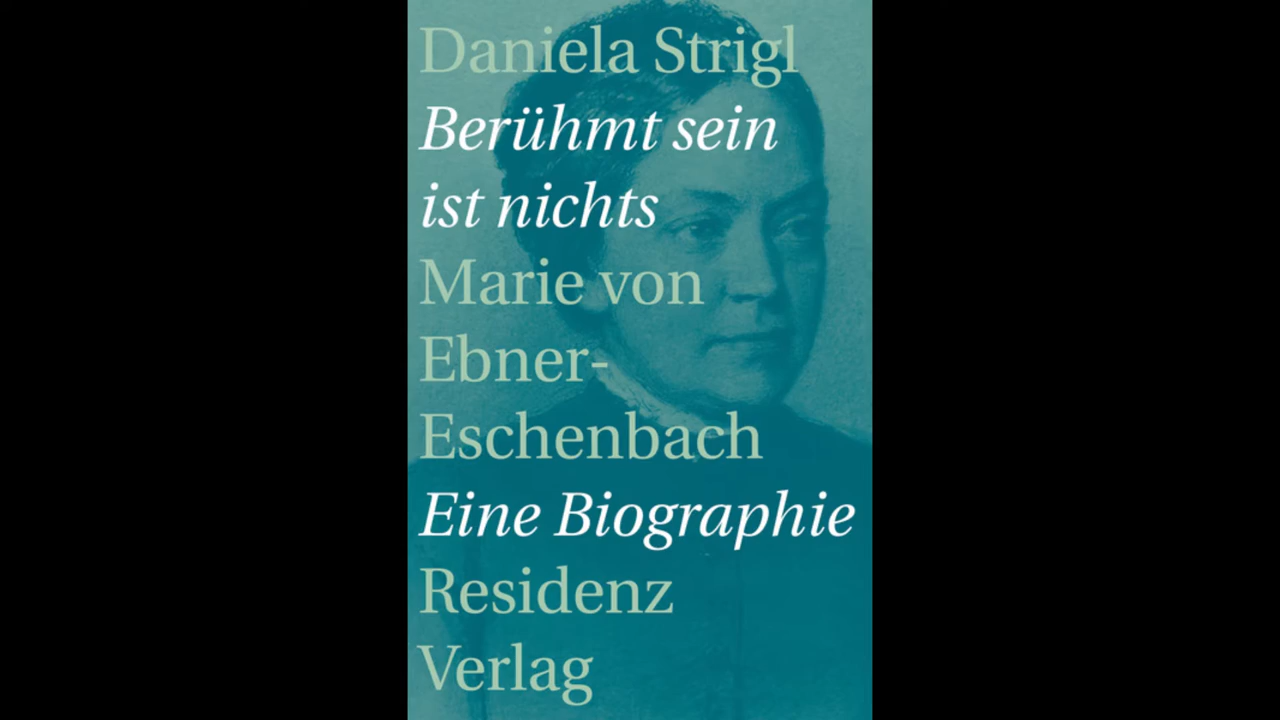 Daniela Strigl
Berühmt sein
ist nichts
Marie von
Ebner-
Eschenbach
Eine Biographie
Residenz
Verlag